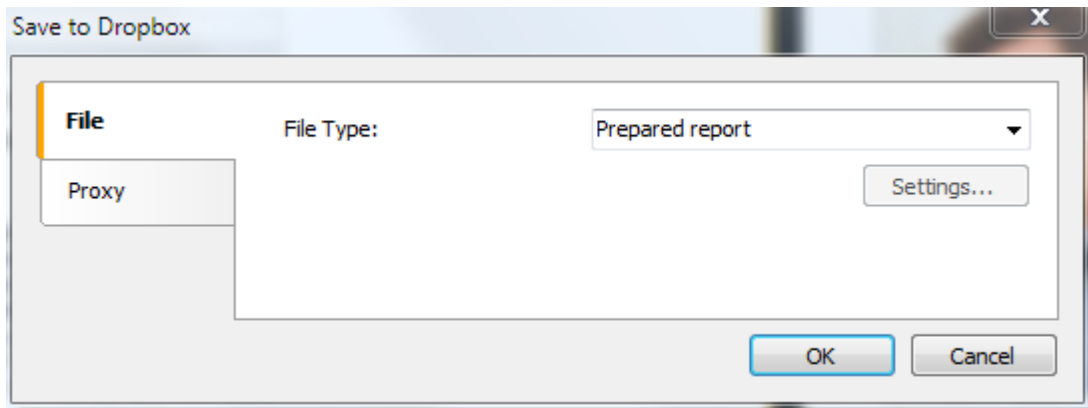 Save to Dropbox
X
File
File Type:
Prepared report
Proxy
Settings...
OK
Cancel